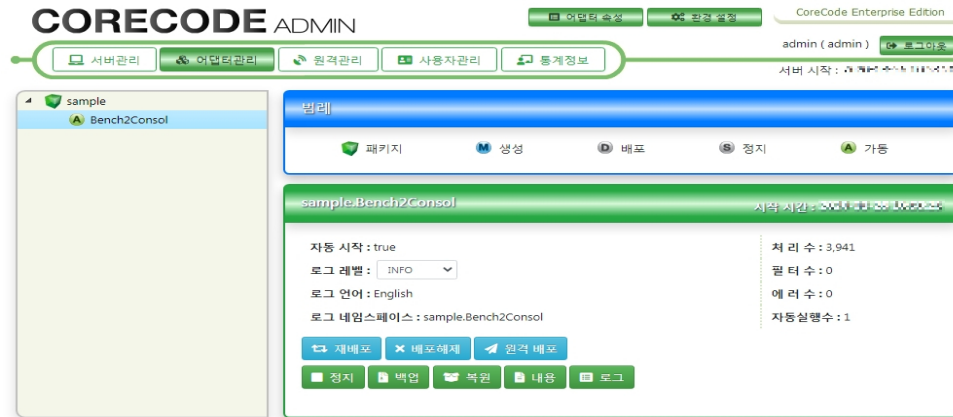 CORECODE ADMIN
어댑터 속성
환경 설정
CoreCode Enterprise Edition
admin ( admin )
로그아웃
서버관리
어댑터관리
원격관리
사용자관리
통계정보
서버 시작 :
sample
Bench2Consol
범례
패키지
M 생성
D 배포
S 정지
A 가동
sample.Bench2Consol
시작 시간 :
자동 시작 : true
처 리 수 : 3,941
로그 레벨 : INFO
필 터 수 : 0
로그 언어 : English
에 러 수 : 0
로그 네임스페이스 : sample.Bench2Consol
자동실행수 : 1
재배포
배포해제
원격 배포
정지
백업
복원
내용
로그